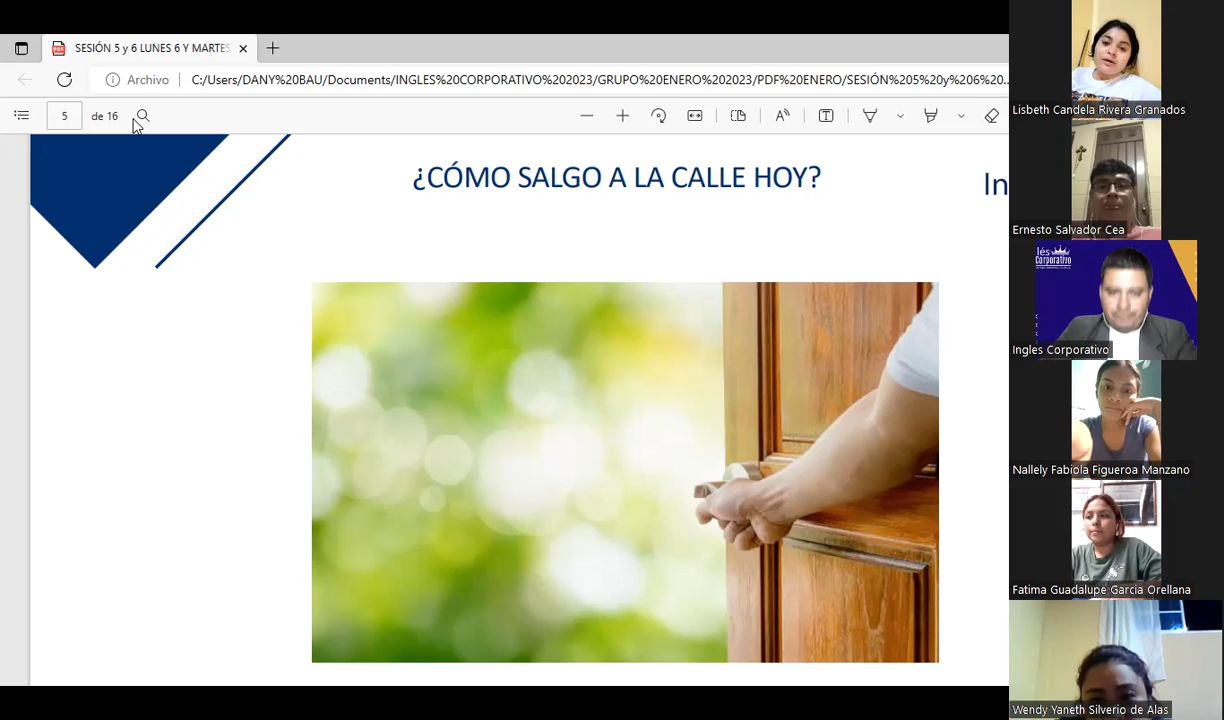 SESIÓN 5 y 6 LUNES 6 Y MARTES
Archivo
C:/Users/DANY%20BAU/Documents/INGLES%20CORPORATIVO%202023/GRUPO%20ENERO%202023/PDF%20ENERO/SESIÓN%205%20y%206%20...
5 de 16
¿CÓMO SALGO A LA CALLE HOY?
In
Lisbeth Candela Rivera Granados
Ernesto Salvador Cea
lés
Corporativo
Ingles Corporativo
Nallely Fabiola Figueroa Manzano
Fatima Guadalupe Garcia Orellana
Wendy Yaneth Silverio de Alas